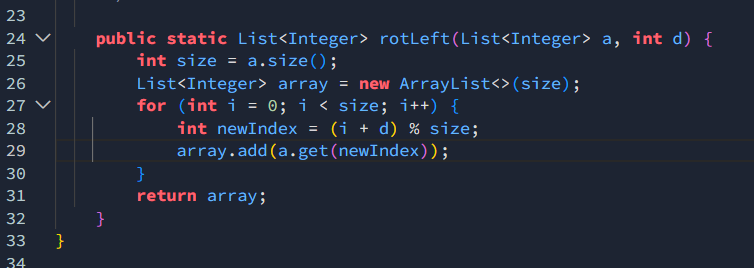 23
24 public static List<Integer> rotLeft(List<Integer> a, int d) {
25 int size = a.size();
26 List<Integer> array = new ArrayList<>(size);
27 for (int i = 0; i < size; i++) {
28 int newIndex = (i + d) % size;
29 array.add(a.get(newIndex));
30 }
31 return array;
32 }
33 }
34